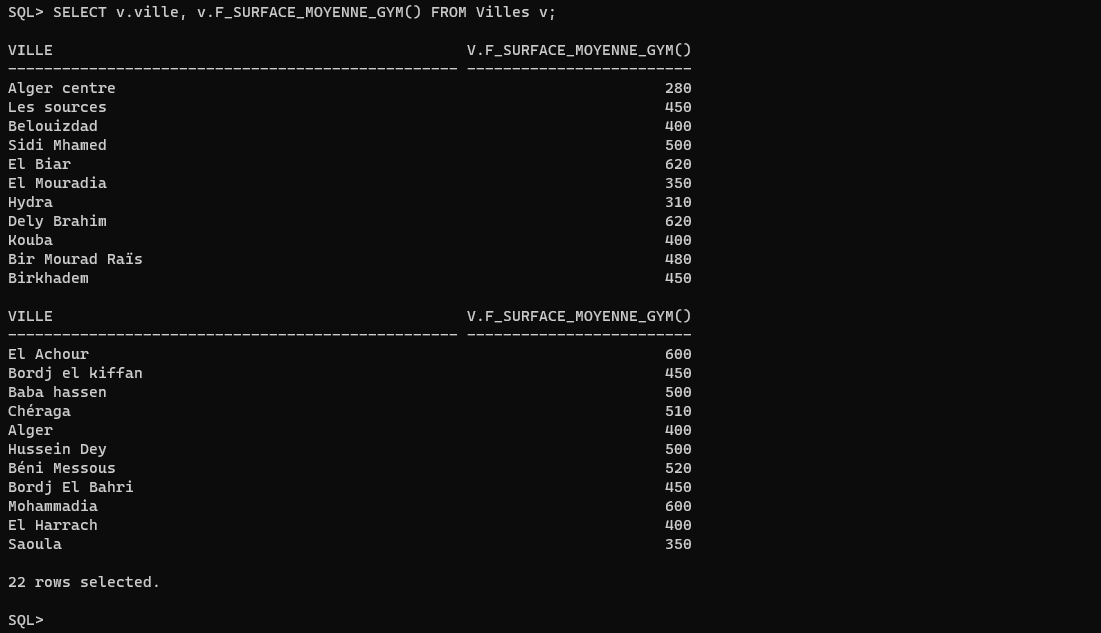 SQL> SELECT v.ville, v.F_SURFACE_MOYENNE_GYM() FROM Villes v;
VILLE V.F_SURFACE_MOYENNE_GYM()
-------------------------------------------------- -------------------------
Alger centre 280
Les sources 450
Belouizdad 400
Sidi Mhamed 500
El Biar 620
El Mouradia 350
Hydra 310
Dely Brahim 620
Kouba 400
Bir Mourad Raïs 480
Birkhadem 450
VILLE V.F_SURFACE_MOYENNE_GYM()
-------------------------------------------------- -------------------------
El Achour 600
Bordj el kiffan 450
Baba hassen 500
Chéraga 510
Alger 400
Hussein Dey 500
Béni Messous 520
Bordj El Bahri 450
Mohammadia 600
El Harrach 400
Saoula 350
22 rows selected.
SQL>